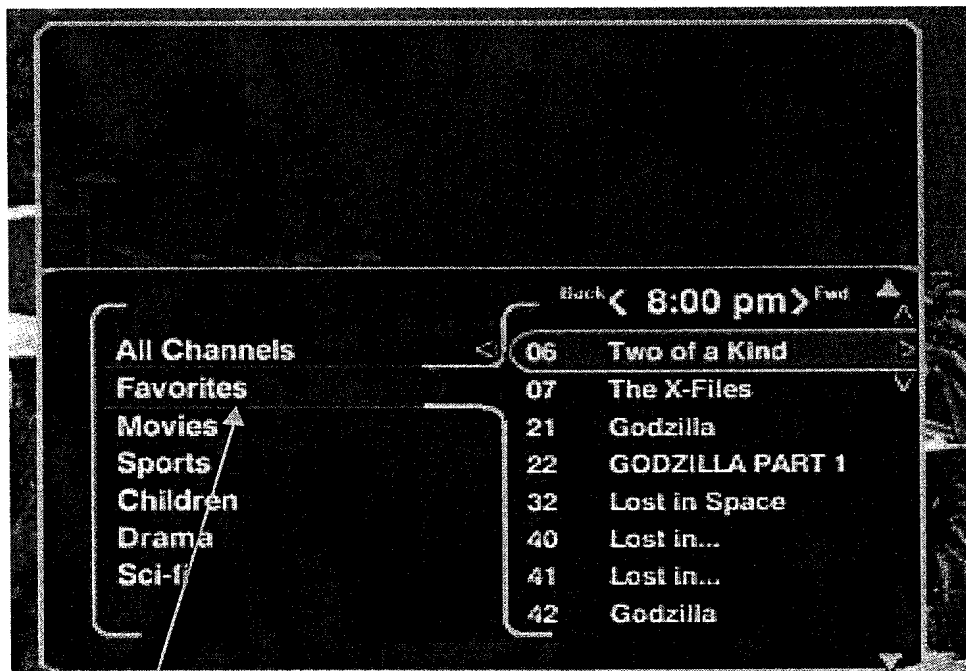 Back < 8:00 pm > Fwd
All Channels
Favorites
Movies
Sports
Children
Drama
Sci-fi
06 Two of a Kind
07 The X-Files
21 Godzilla
22 GODZILLA PART 1
32 Lost in Space
40 Lost in...
41 Lost in...
42 Godzilla